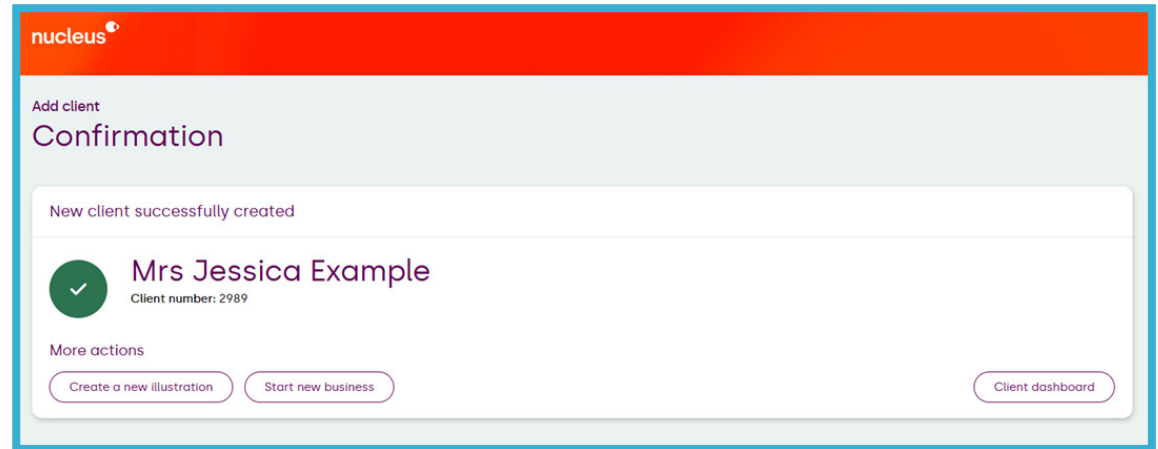 nucleus
Add client
Confirmation
New client successfully created
Mrs Jessica Example
Client number: 2989
More actions
Create a new illustration Start new business Client dashboard